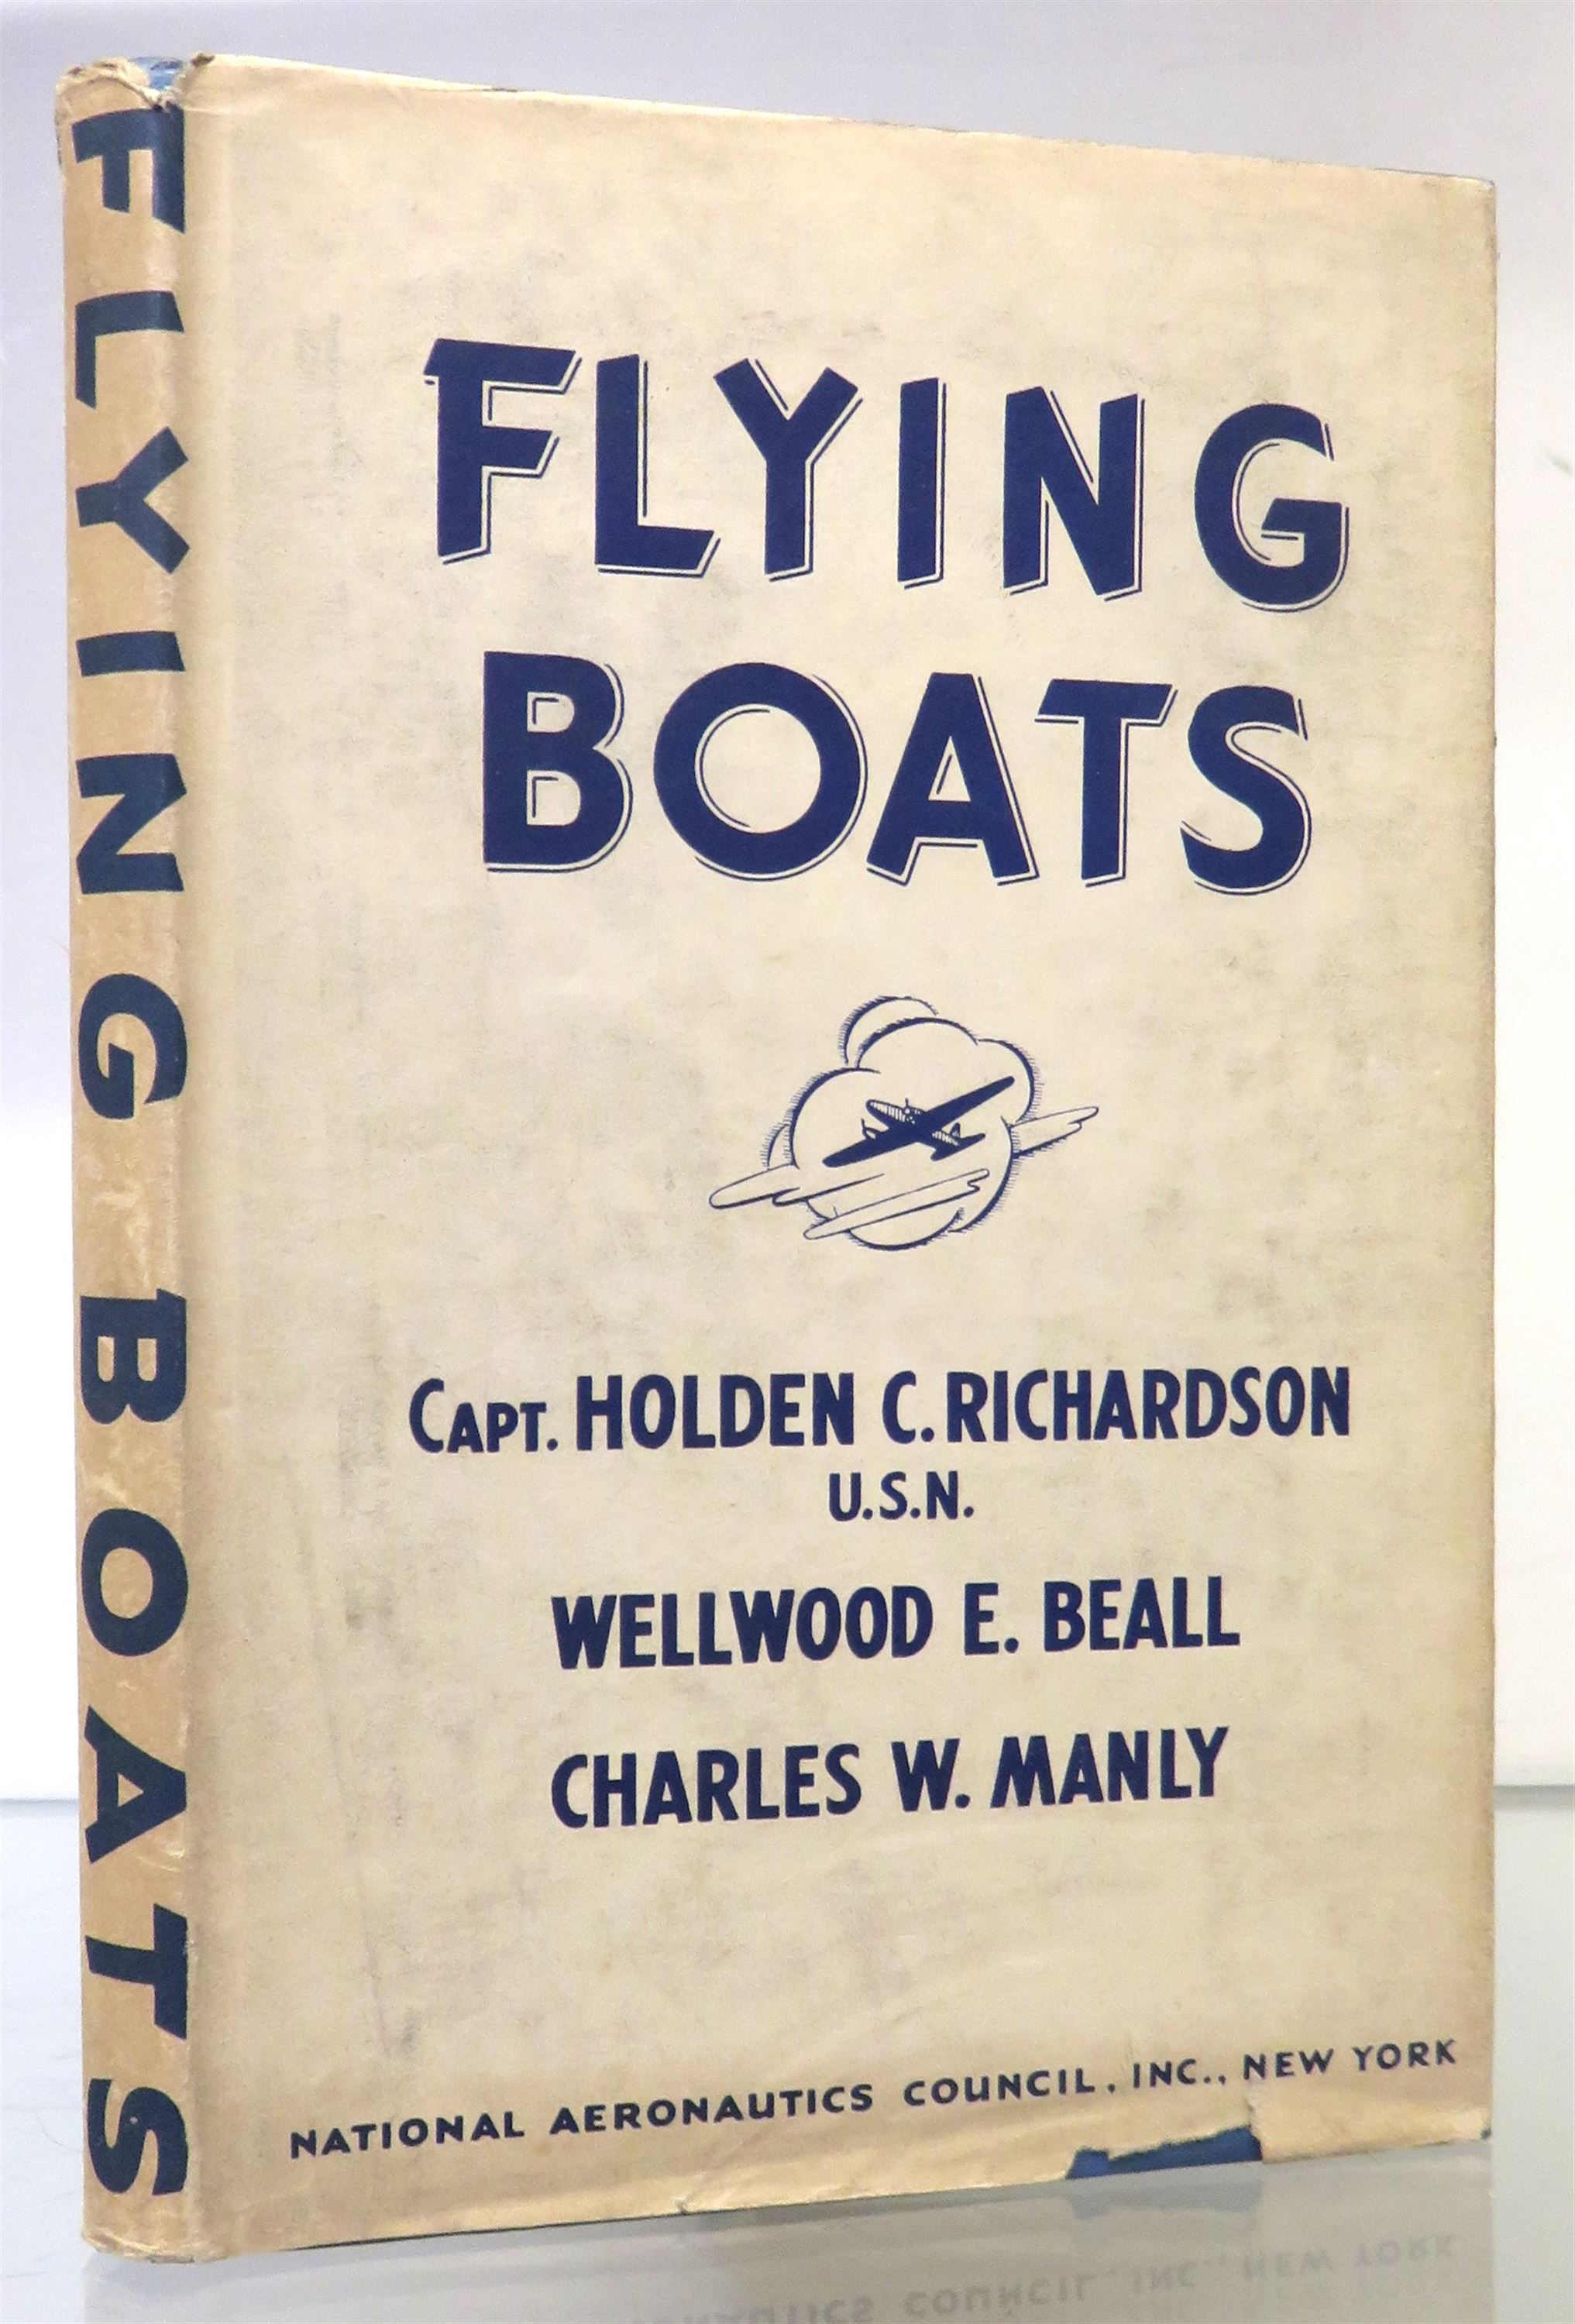 FLYING BOATS
FLYING
BOATS
CAPT. HOLDEN C. RICHARDSON
U.S.N.
WELLWOOD E. BEALL
CHARLES W. MANLY
NATIONAL AERONAUTICS COUNCIL, INC., NEW YORK